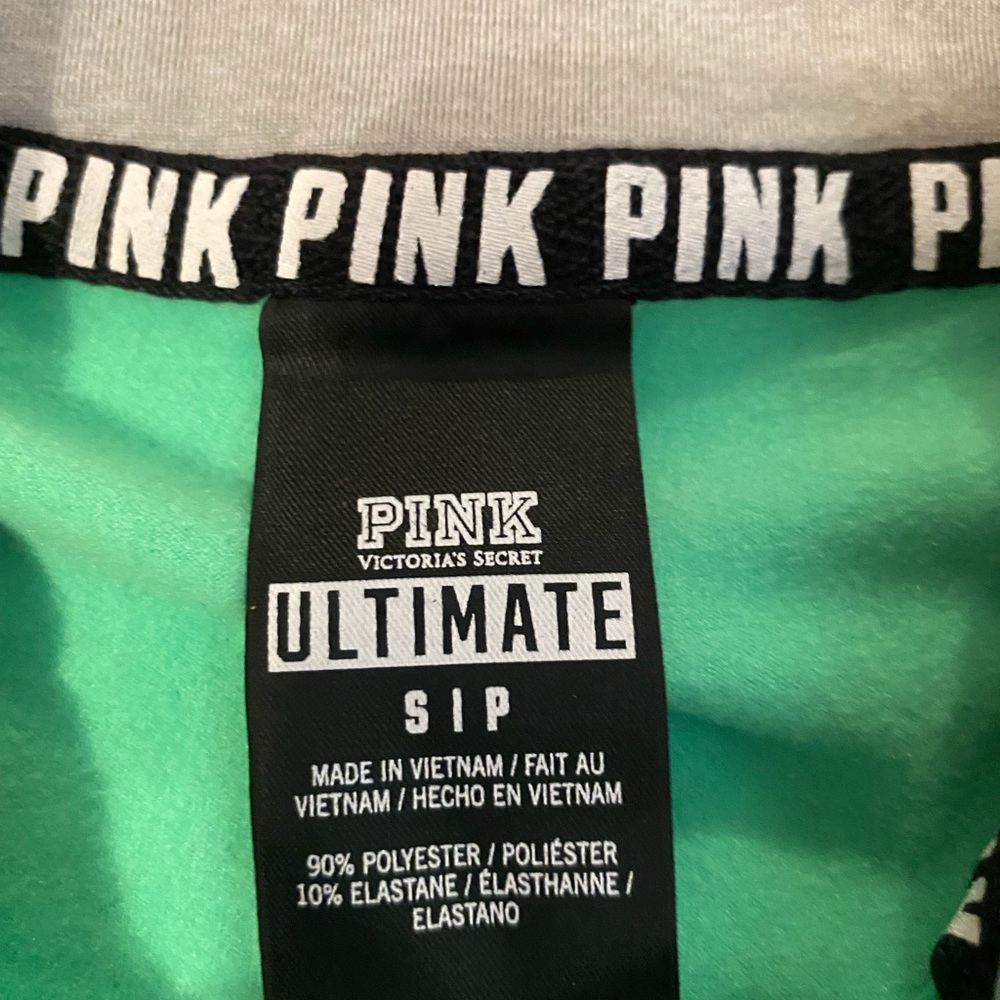 PINK PINK PINK PI
PINK
VICTORIA'S SECRET
ULTIMATE
S | P
MADE IN VIETNAM / FAIT AU
VIETNAM / HECHO EN VIETNAM
90% POLYESTER / POLIÉSTER
10% ELASTANE / ÉLASTHANNE /
ELASTANO